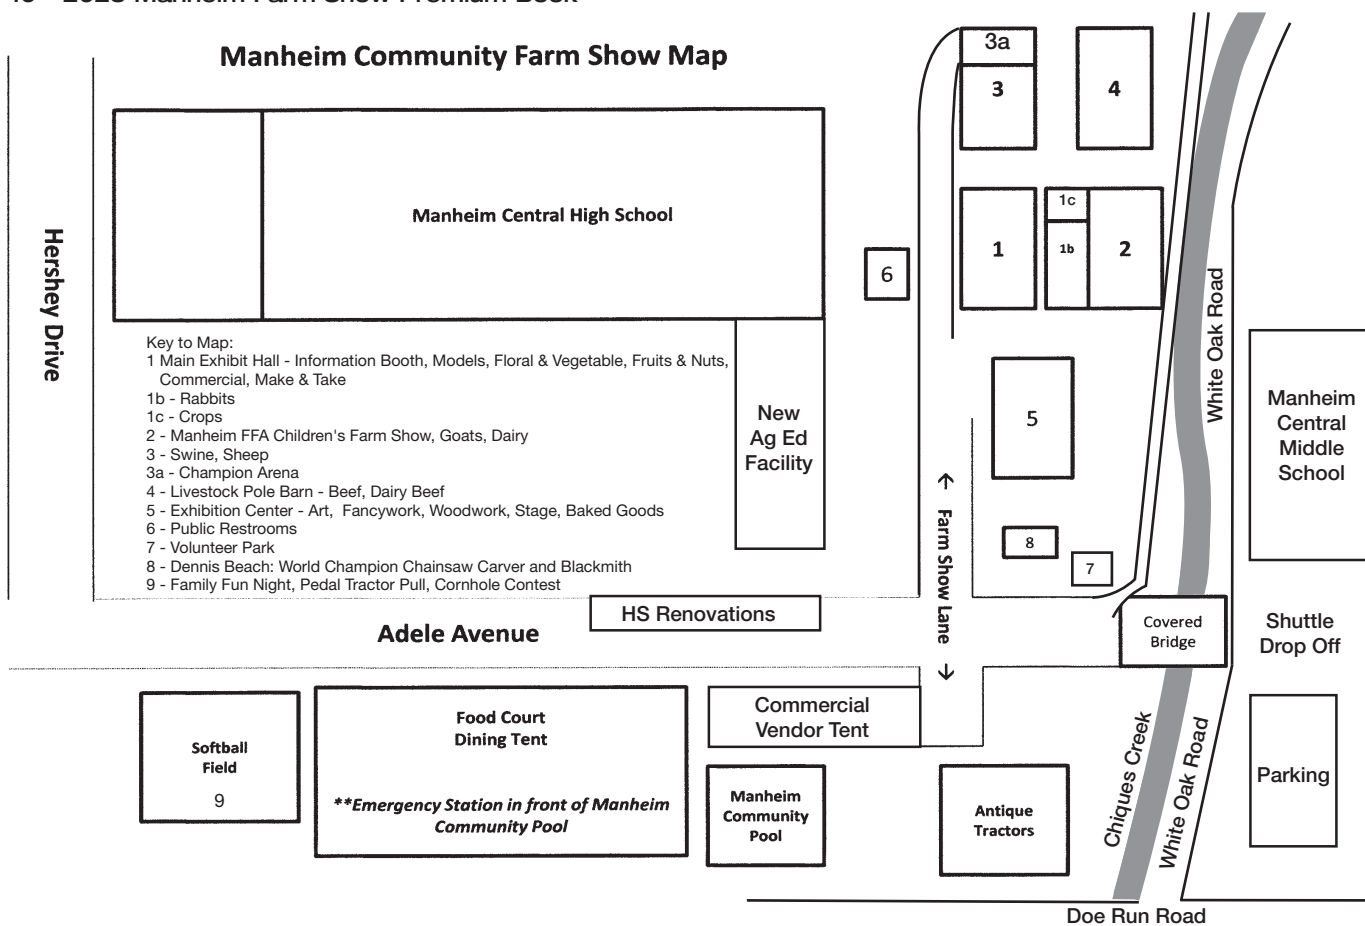 Manheim Community Farm Show Map
3a
3
4
Manheim Central High School
1c
1
1b
2
6
Hershey Drive
White Oak Road
Key to Map:
1 Main Exhibit Hall - Information Booth, Models, Floral & Vegetable, Fruits & Nuts,
Commercial, Make & Take
1b - Rabbits
1c - Crops
2 - Manheim FFA Children's Farm Show, Goats, Dairy
3 - Swine, Sheep
3a - Champion Arena
4 - Livestock Pole Barn - Beef, Dairy Beef
5 - Exhibition Center - Art, Fancywork, Woodwork, Stage, Baked Goods
6 - Public Restrooms
7 - Volunteer Park
8 - Dennis Beach: World Champion Chainsaw Carver and Blackmith
9 - Family Fun Night, Pedal Tractor Pull, Cornhole Contest
New
Ag Ed
Facility
5
Manheim
Central
Middle
School
Farm Show Lane
8
7
HS Renovations
Adele Avenue
Covered
Bridge
Shuttle
Drop Off
Softball
Field
9
Food Court
Dining Tent
**Emergency Station in front of Manheim
Community Pool
Commercial
Vendor Tent
Manheim
Community
Pool
Antique
Tractors
Chiques Creek
White Oak Road
Parking
Doe Run Road